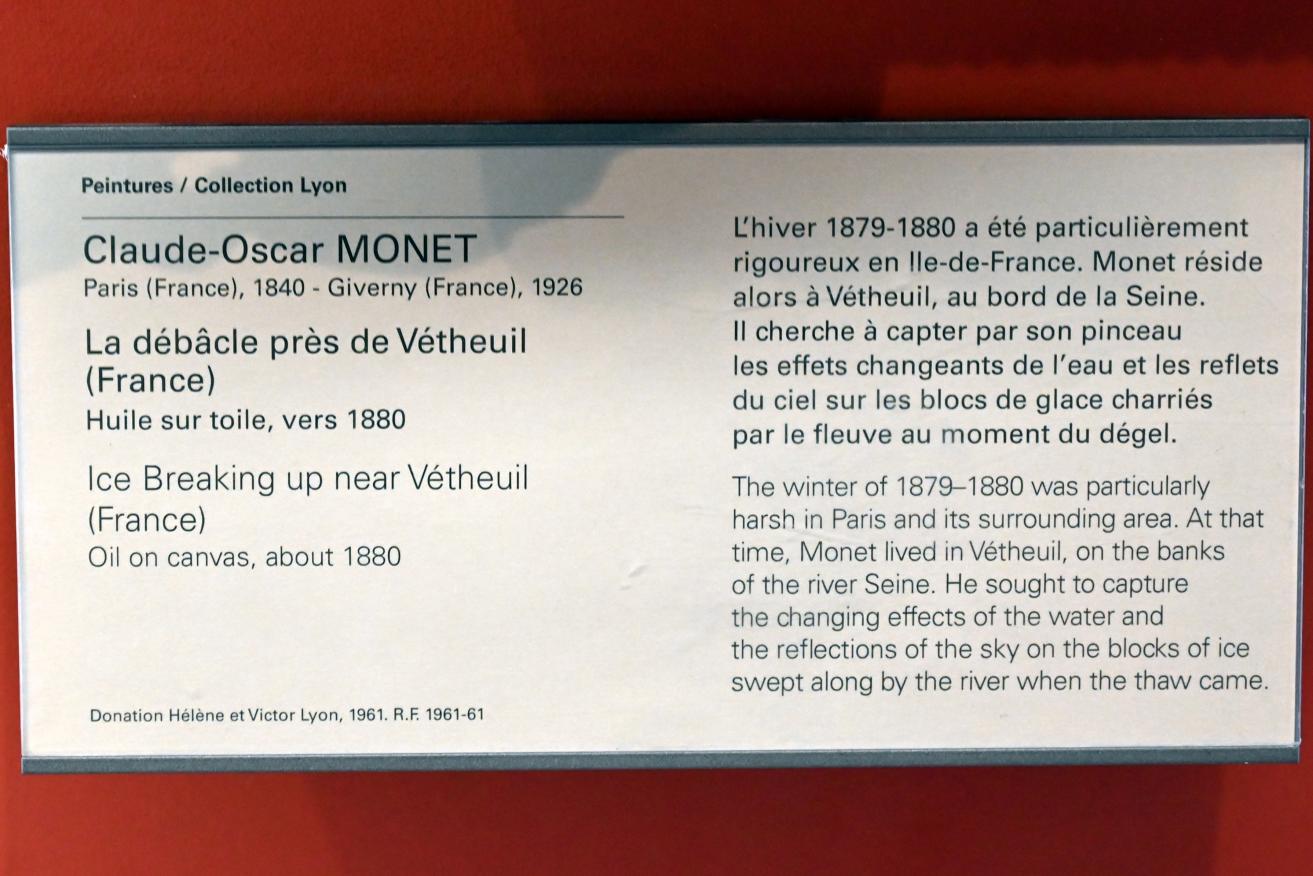 Peintures / Collection Lyon
Claude-Oscar MONET
Paris (France), 1840 - Giverny (France), 1926
La débâcle près de Vétheuil
(France)
Huile sur toile, vers 1880
Ice Breaking up near Vétheuil
(France)
Oil on canvas, about 1880
Donation Hélène et Victor Lyon, 1961. R.F. 1961-61
L'hiver 1879-1880 a été particulièrement
rigoureux en Ile-de-France. Monet réside
alors à Vétheuil, au bord de la Seine.
Il cherche à capter par son pinceau
les effets changeants de l'eau et les reflets
du ciel sur les blocs de glace charriés
par le fleuve au moment du dégel.
The winter of 1879–1880 was particularly
harsh in Paris and its surrounding area. At that
time, Monet lived in Vétheuil, on the banks
of the river Seine. He sought to capture
the changing effects of the water and
the reflections of the sky on the blocks of ice
swept along by the river when the thaw came.